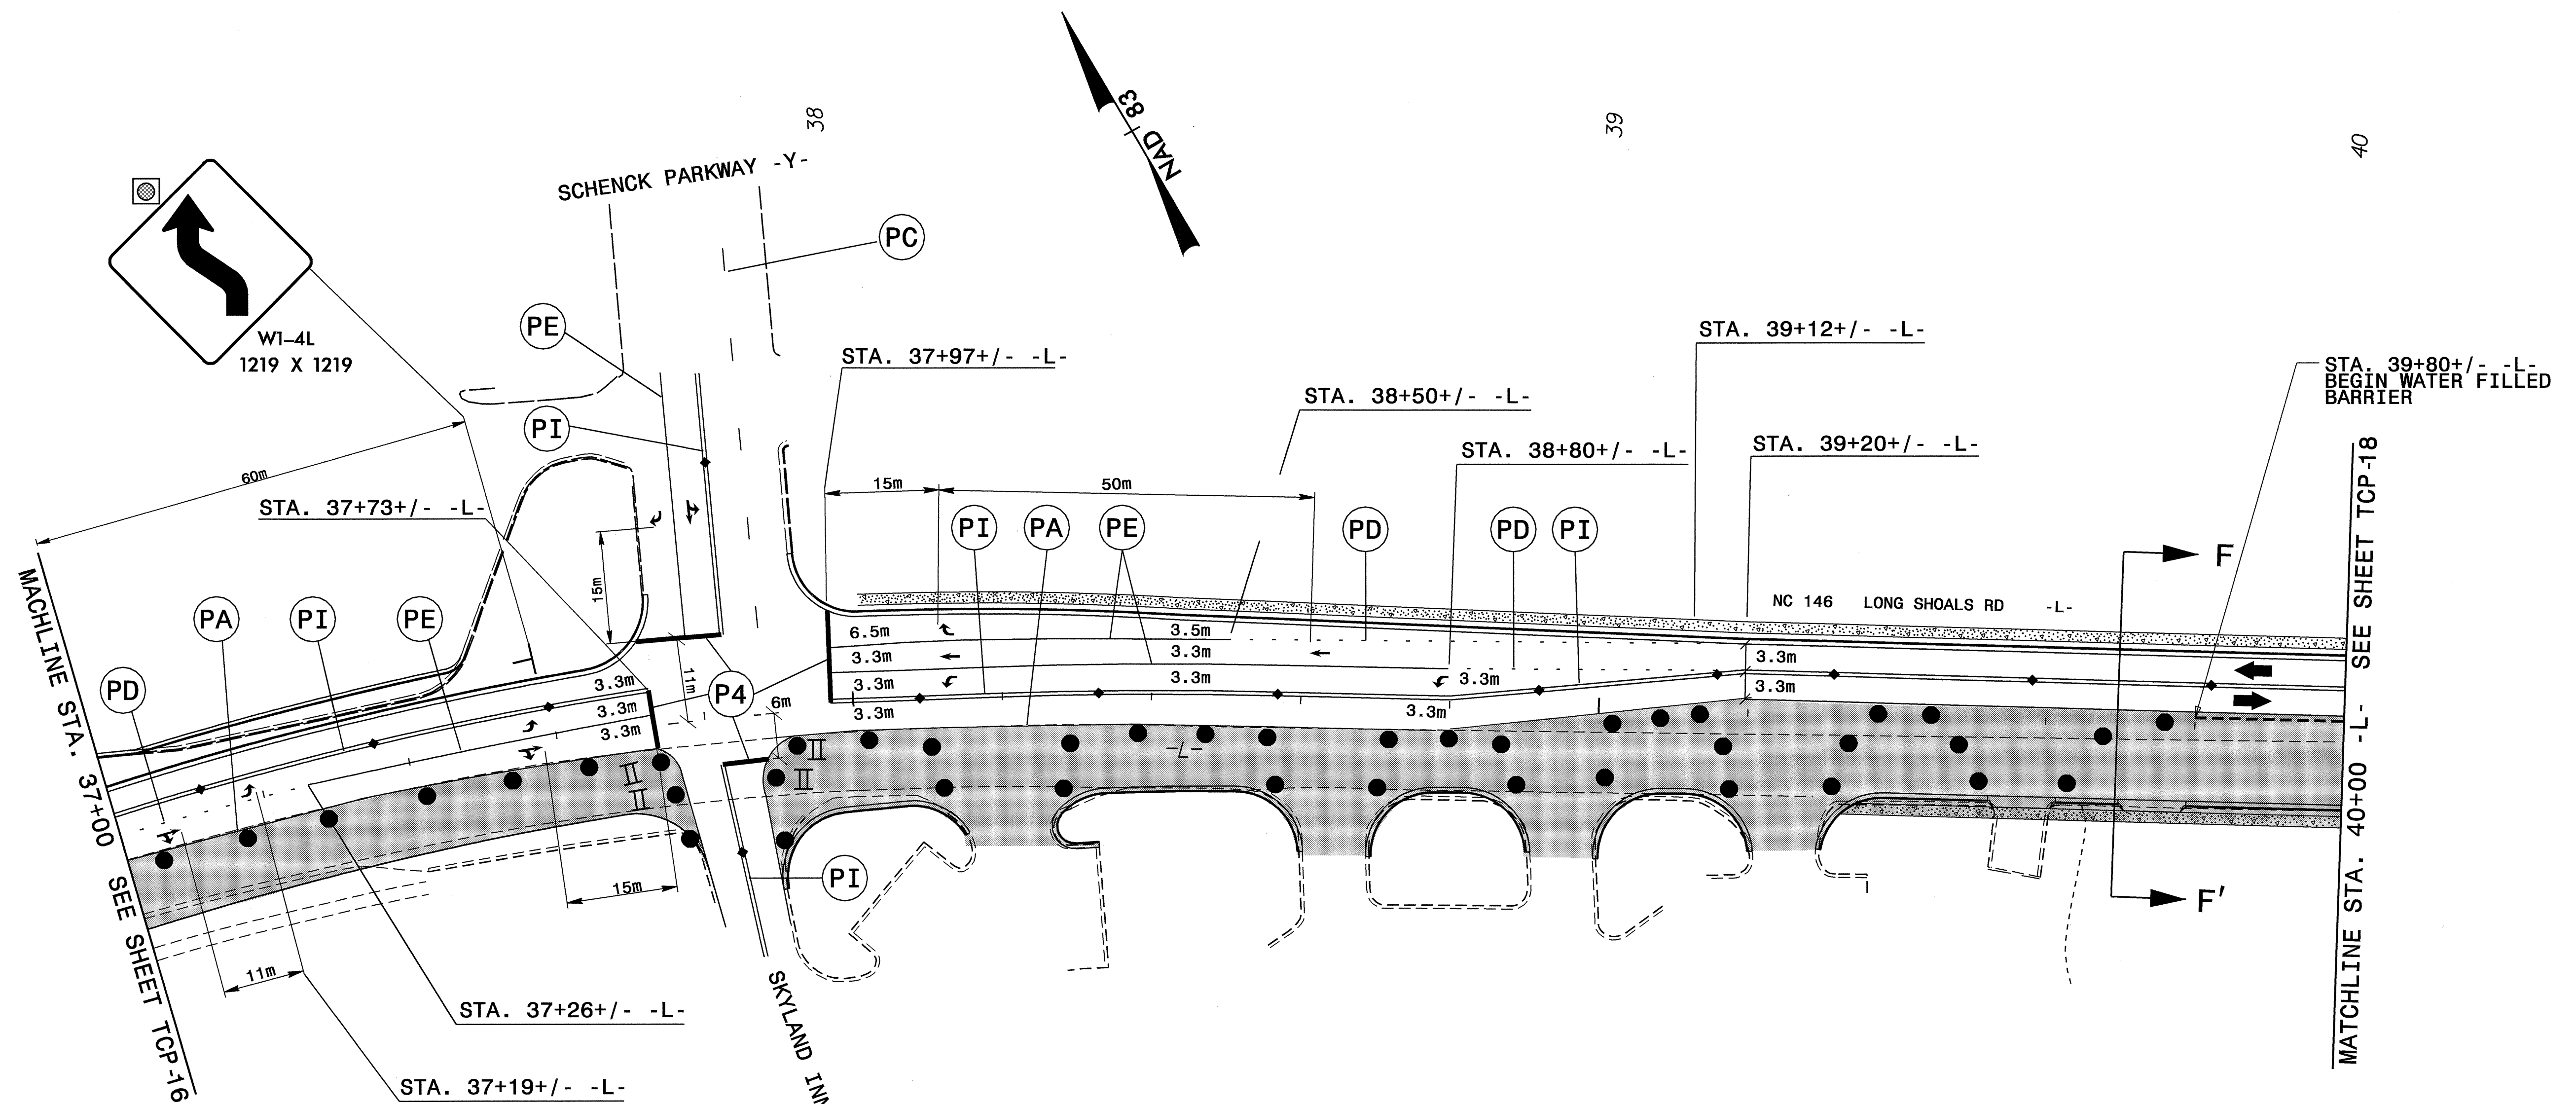 38
39
40
NAD 83
SCHENCK PARKWAY -Y-
PC
W1-4L
1219 X 1219
PE
PI
STA. 37+97+/- -L-
STA. 38+50+/- -L-
STA. 38+80+/- -L-
STA. 39+12+/- -L-
STA. 39+20+/- -L-
STA. 39+80+/- -L-
BEGIN WATER FILLED
BARRIER
60m
STA. 37+73+/- -L-
15m
50m
15m
PI
PA
PE
PD
PD
PI
F
NC 146 LONG SHOALS RD -L-
PA
PI
PE
PD
P4
11m
6m
6.5m
3.5m
3.3m
3.3m
3.3m
3.3m
3.3m
3.3m
3.3m
3.3m
3.3m
3.3m
3.3m
3.3m
-L-
PI
15m
11m
F'
STA. 37+26+/- -L-
STA. 37+19+/- -L-
SKYLAND INN
MACHLINE STA. 37+00 SEE SHEET TCP-16
MATCHLINE STA. 40+00 -L- SEE SHEET TCP-18